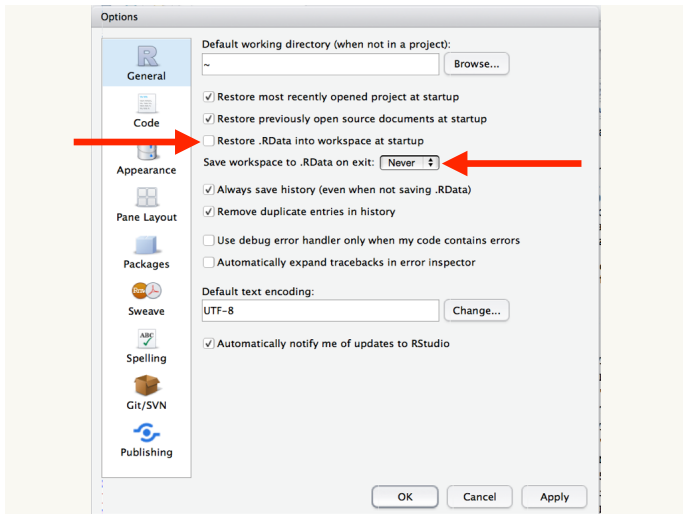 Options
General
Code
Appearance
Pane Layout
Packages
Sweave
ABC
Spelling
Git/SVN
Publishing
Default working directory (when not in a project):
~
Browse...
Restore most recently opened project at startup
Restore previously open source documents at startup
Restore .RData into workspace at startup
Save workspace to .RData on exit: Never
Always save history (even when not saving .RData)
Remove duplicate entries in history
Use debug error handler only when my code contains errors
Automatically expand tracebacks in error inspector
Default text encoding:
UTF-8
Change...
Automatically notify me of updates to RStudio
OK
Cancel
Apply